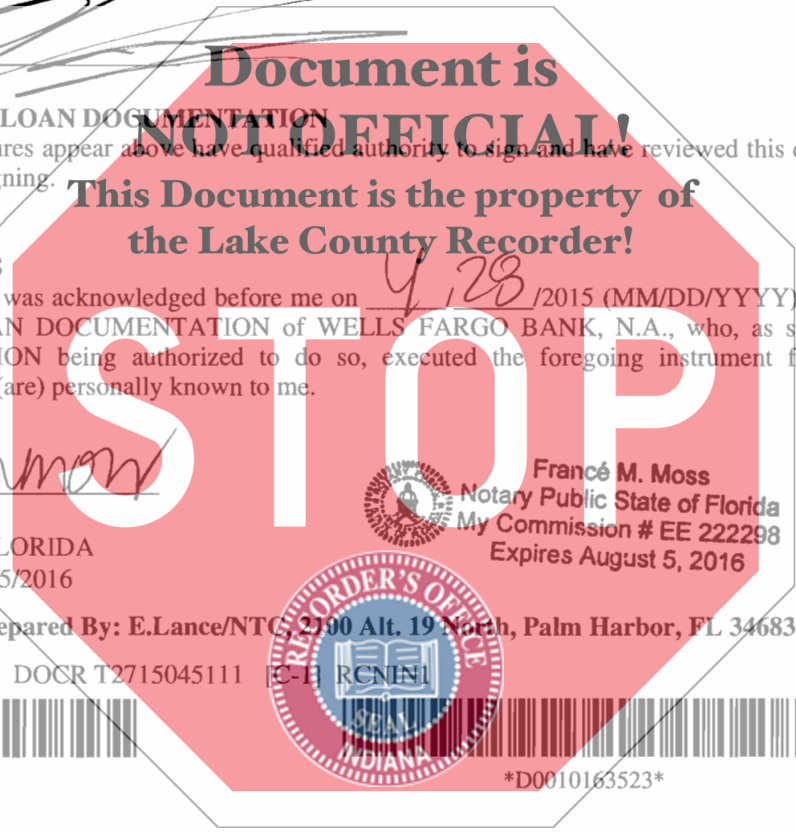 Document is
LOAN DOCUMENTATION
NOT OFFICIAL!
res appear above have qualified authority to sign and have reviewed this
ning.
This Document is the property of
the Lake County Recorder!
was acknowledged before me on 4 / 28 /2015 (MM/DD/YYYY)
AN DOCUMENTATION of WELLS FARGO BANK, N.A., who, as s
ION being authorized to do so, executed the foregoing instrument f
(are) personally known to me.
STOP
Francé M. Moss
Notary Public State of Florida
My Commission # EE 222298
Expires August 5, 2016
LORIDA
5/2016
RECORDER'S OFFICE
epared By: E.Lance/NTC, 2100 Alt. 19 North, Palm Harbor, FL 34683
DOCR T2715045111 [C-1] RCNIN1
SEAL
INDIANA
*D0010163523*